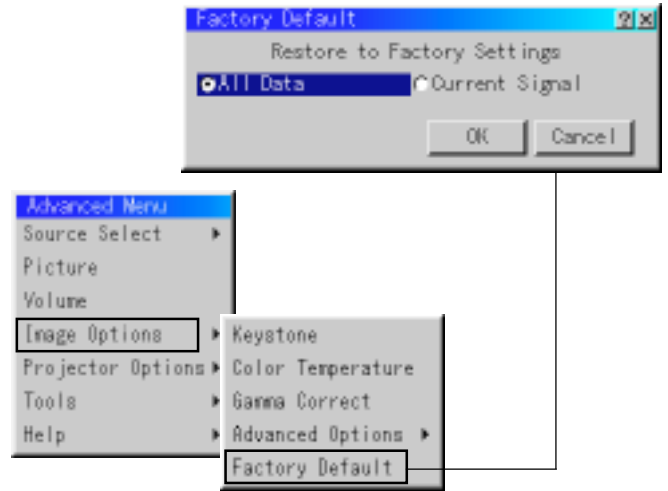 Factory Default
Restore to Factory Settings
All Data Current Signal
OK Cancel
Advanced Menu
Source Select
Picture
Volume
Image Options
Projector Options
Tools
Help
Keystone
Color Temperature
Gamma Correct
Advanced Options
Factory Default